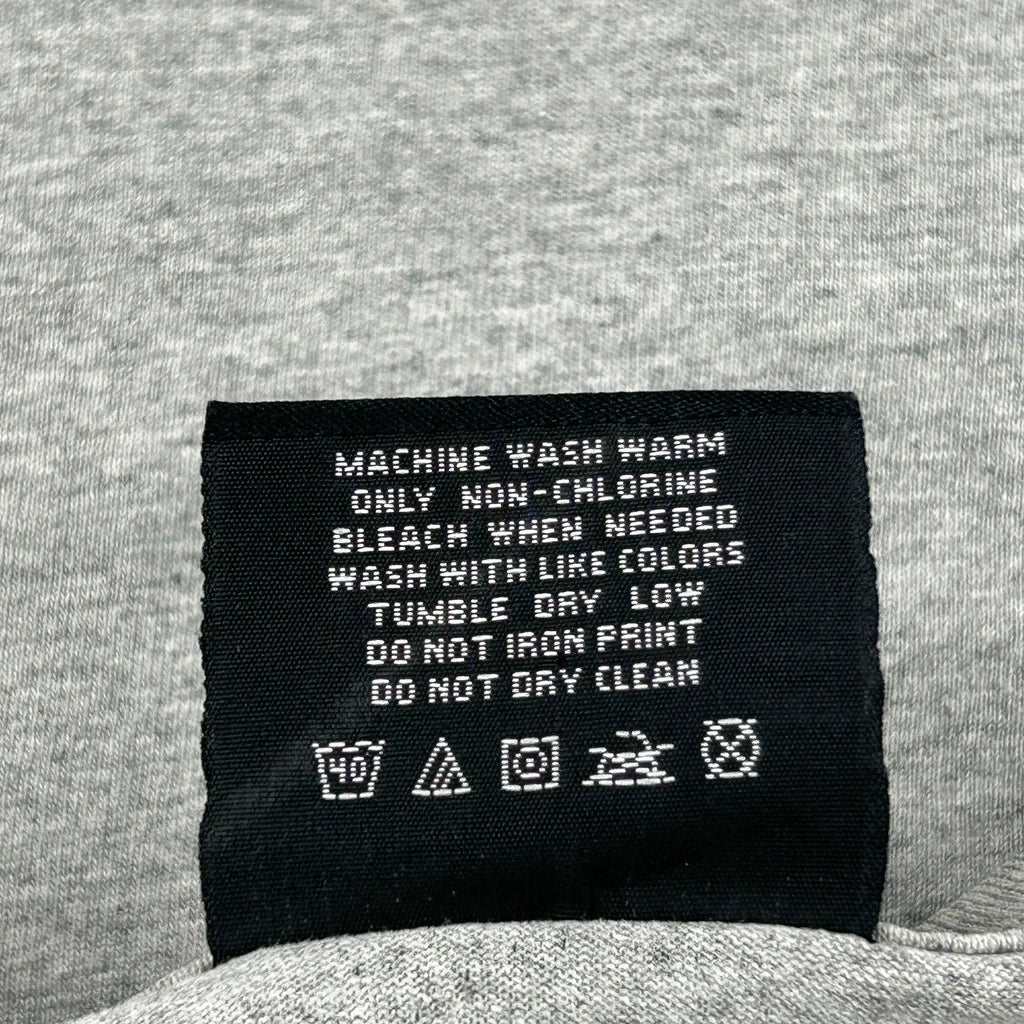 MACHINE WASH WARM
ONLY NON-CHLORINE
BLEACH WHEN NEEDED
WASH WITH LIKE COLORS
TUMBLE DRY LOW
DO NOT IRON PRINT
DO NOT DRY CLEAN
40